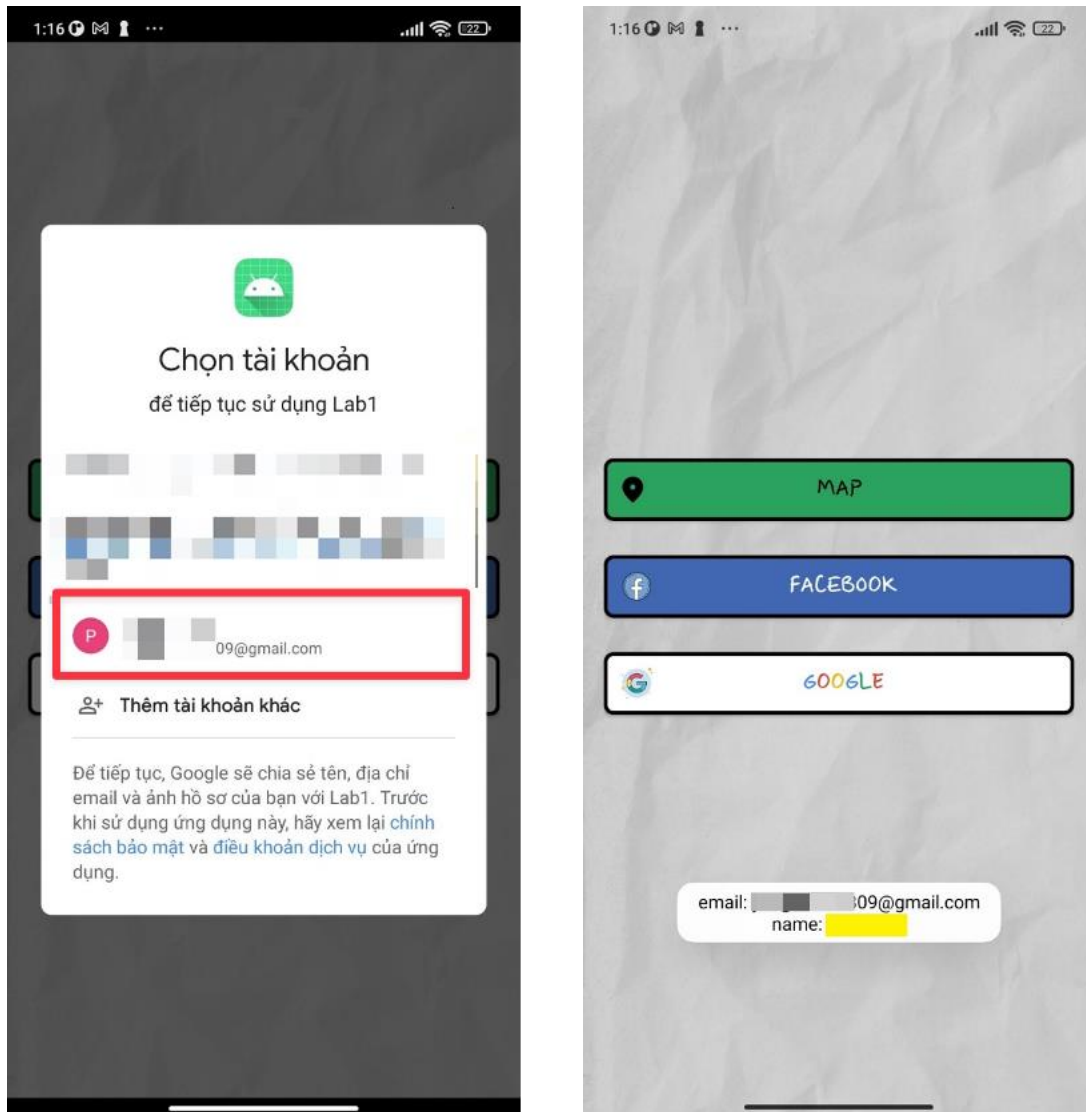 1:16
22
Chọn tài khoản
để tiếp tục sử dụng Lab1
P
09@gmail.com
Thêm tài khoản khác
Để tiếp tục, Google sẽ chia sẻ tên, địa chỉ
email và ảnh hồ sơ của bạn với Lab1. Trước
khi sử dụng ứng dụng này, hãy xem lại chính
sách bảo mật và điều khoản dịch vụ của ứng
dụng.
1:16
22
MAP
FACEBOOK
GOOGLE
email: 09@gmail.com
name: